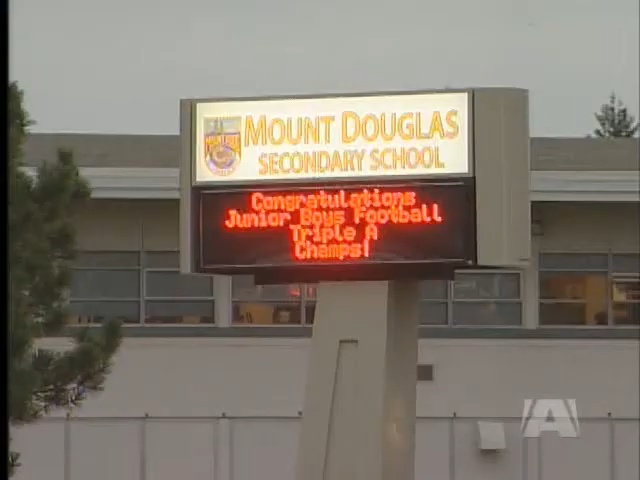 MOUNT DOUGLAS
SECONDARY SCHOOL
Congratulations
Junior Boys Football
Triple A
Champs!
A